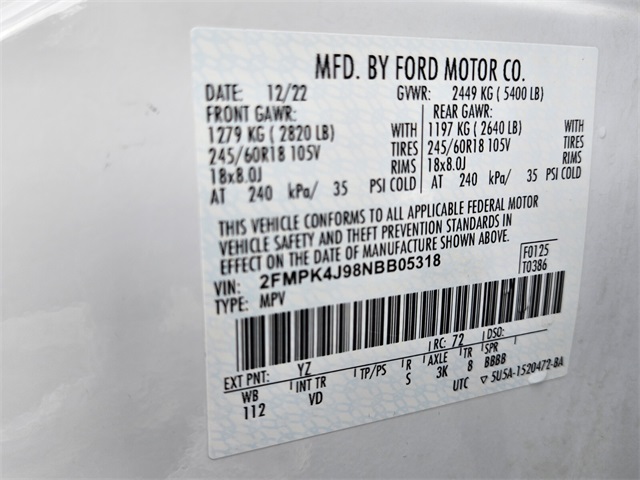 MFD. BY FORD MOTOR CO.
DATE: 12/22 GVWR: 2449 KG ( 5400 LB)
FRONT GAWR: REAR GAWR:
1279 KG ( 2820 LB) WITH 1197 KG ( 2640 LB) WITH
245/60R18 105V TIRES 245/60R18 105V TIRES
18x8.0J RIMS 18x8.0J RIMS
AT 240 kPa/ 35 PSI COLD AT 240 kPa/ 35 PSI COLD
THIS VEHICLE CONFORMS TO ALL APPLICABLE FEDERAL MOTOR
VEHICLE SAFETY AND THEFT PREVENTION STANDARDS IN
EFFECT ON THE DATE OF MANUFACTURE SHOWN ABOVE.
VIN: 2FMPK4J98NBB05318 F0125
TYPE: MPV T0386
EXT PNT: YZ RC: 72 DSO:
WB INT TR TP/PS R AXLE TR SPR
112 VD S 3K 8 BBBB
UTC ▽ 5U5A-1520472-BA